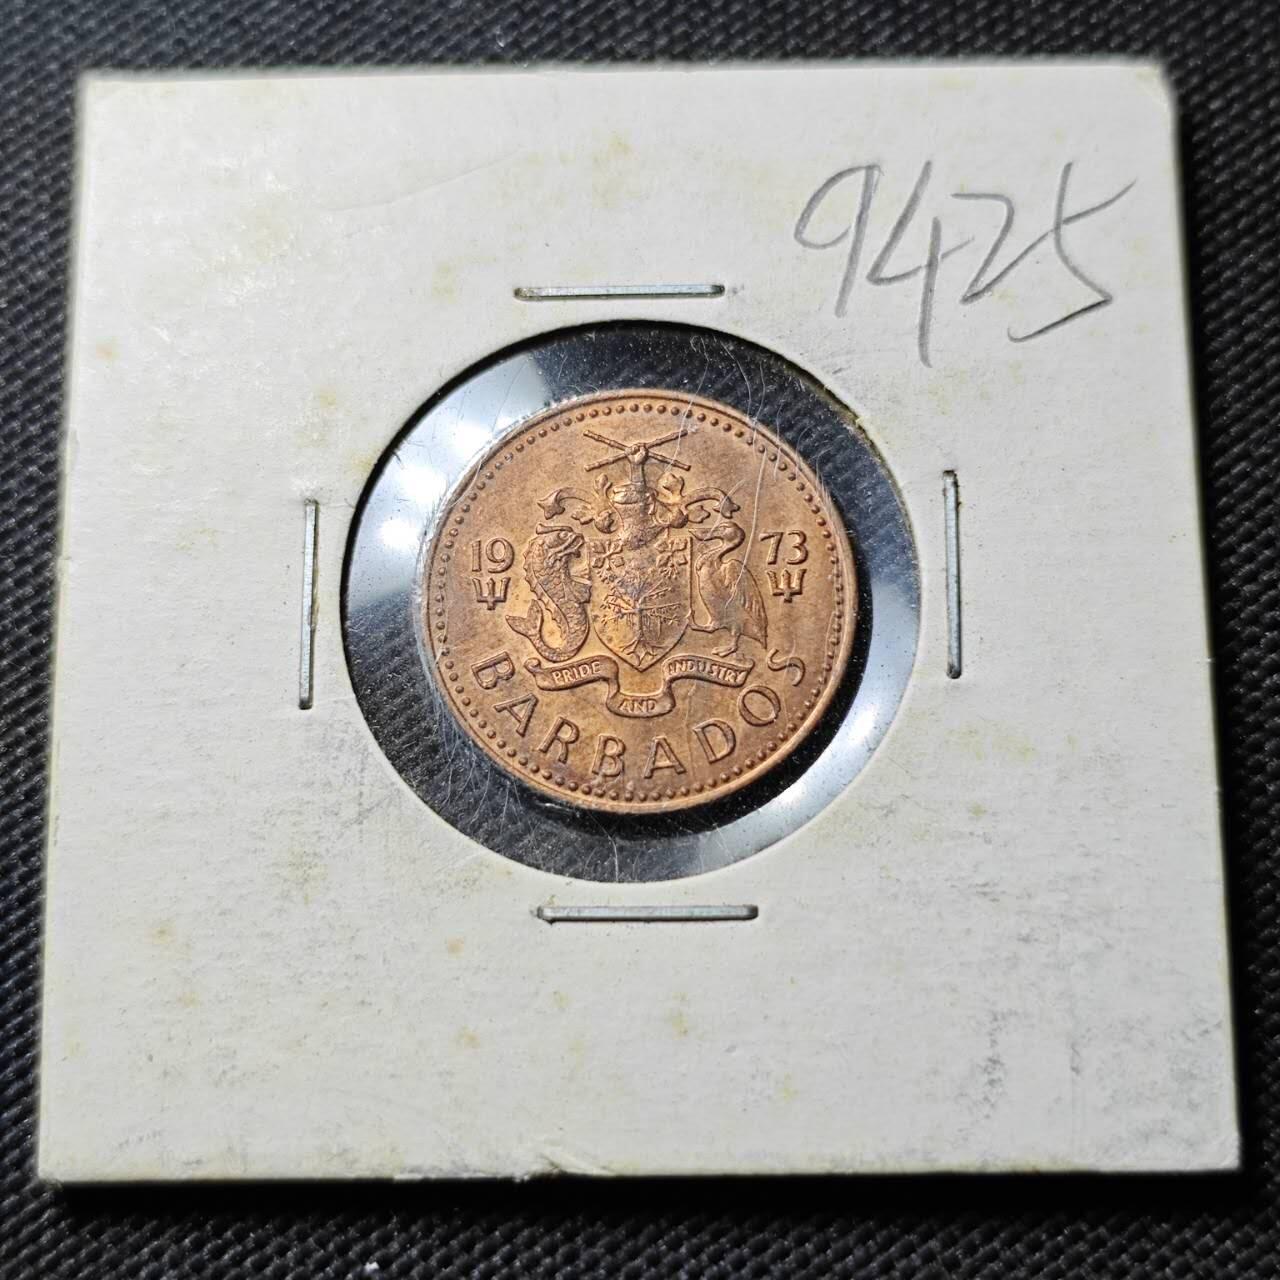 9425
19 73
PRIDE AND INDUSTRY
BARBADOS